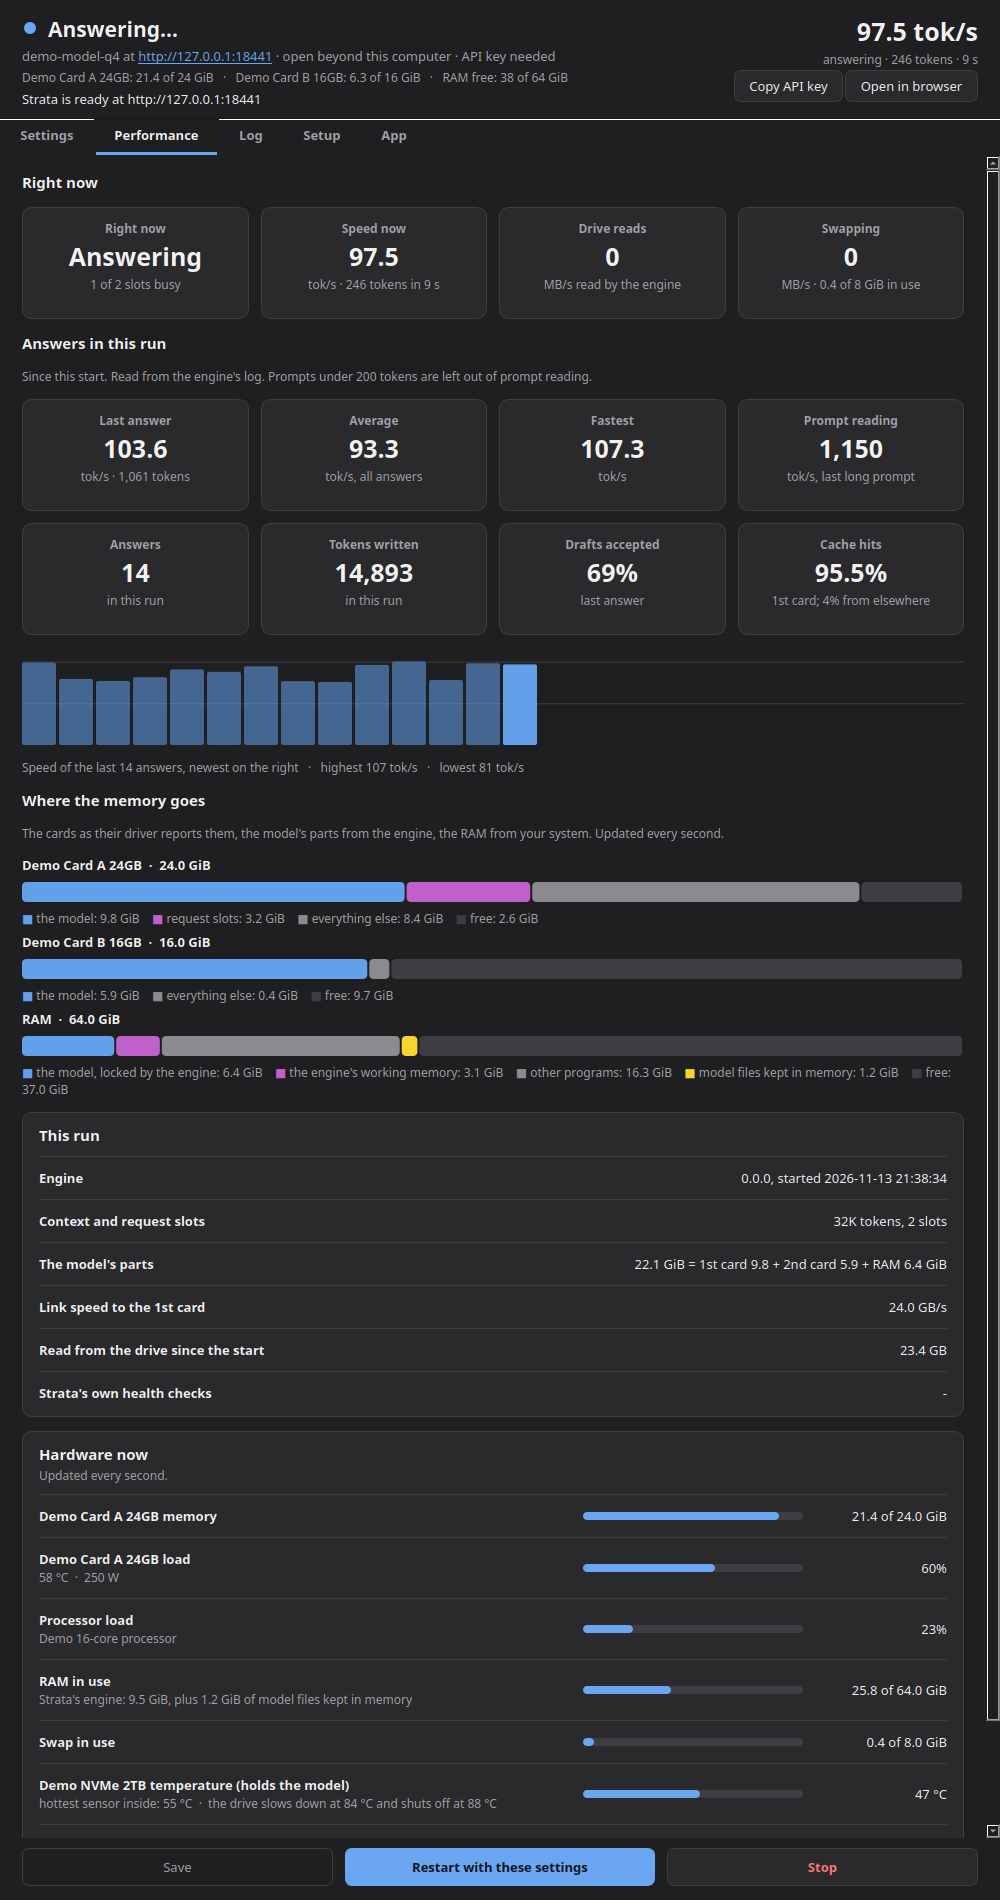 Answering...
97.5 tok/s
demo-model-q4 at http://127.0.0.1:18441 · open beyond this computer · API key needed
answering · 246 tokens · 9 s
Demo Card A 24GB: 21.4 of 24 GiB · Demo Card B 16GB: 6.3 of 16 GiB · RAM free: 38 of 64 GiB
Copy API key
Open in browser
Strata is ready at http://127.0.0.1:18441
Settings Performance Log Setup App
Right now
Right now
Answering
1 of 2 slots busy
Speed now
97.5
tok/s · 246 tokens in 9 s
Drive reads
0
MB/s read by the engine
Swapping
0
MB/s · 0.4 of 8 GiB in use
Answers in this run
Since this start. Read from the engine's log. Prompts under 200 tokens are left out of prompt reading.
Last answer
103.6
tok/s · 1,061 tokens
Average
93.3
tok/s, all answers
Fastest
107.3
tok/s
Prompt reading
1,150
tok/s, last long prompt
Answers
14
in this run
Tokens written
14,893
in this run
Drafts accepted
69%
last answer
Cache hits
95.5%
1st card; 4% from elsewhere
Speed of the last 14 answers, newest on the right · highest 107 tok/s · lowest 81 tok/s
Where the memory goes
The cards as their driver reports them, the model's parts from the engine, the RAM from your system. Updated every second.
Demo Card A 24GB · 24.0 GiB
the model: 9.8 GiB request slots: 3.2 GiB everything else: 8.4 GiB free: 2.6 GiB
Demo Card B 16GB · 16.0 GiB
the model: 5.9 GiB everything else: 0.4 GiB free: 9.7 GiB
RAM · 64.0 GiB
the model, locked by the engine: 6.4 GiB the engine's working memory: 3.1 GiB other programs: 16.3 GiB model files kept in memory: 1.2 GiB free:
37.0 GiB
This run
Engine 0.0.0, started 2026-11-13 21:38:34
Context and request slots 32K tokens, 2 slots
The model's parts 22.1 GiB = 1st card 9.8 + 2nd card 5.9 + RAM 6.4 GiB
Link speed to the 1st card 24.0 GB/s
Read from the drive since the start 23.4 GB
Strata's own health checks -
Hardware now
Updated every second.
Demo Card A 24GB memory 21.4 of 24.0 GiB
Demo Card A 24GB load 60%
58 °C · 250 W
Processor load 23%
Demo 16-core processor
RAM in use 25.8 of 64.0 GiB
Strata's engine: 9.5 GiB, plus 1.2 GiB of model files kept in memory
Swap in use 0.4 of 8.0 GiB
Demo NVMe 2TB temperature (holds the model) 47 °C
hottest sensor inside: 55 °C · the drive slows down at 84 °C and shuts off at 88 °C
Save
Restart with these settings
Stop